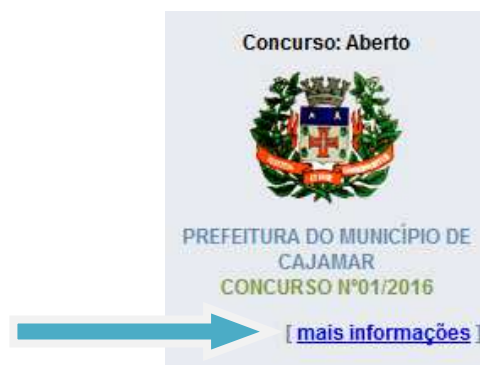 Concurso: Aberto
PREFEITURA DO MUNICÍPIO DE
CAJAMAR
CONCURSO Nº01/2016
[ mais informações ]